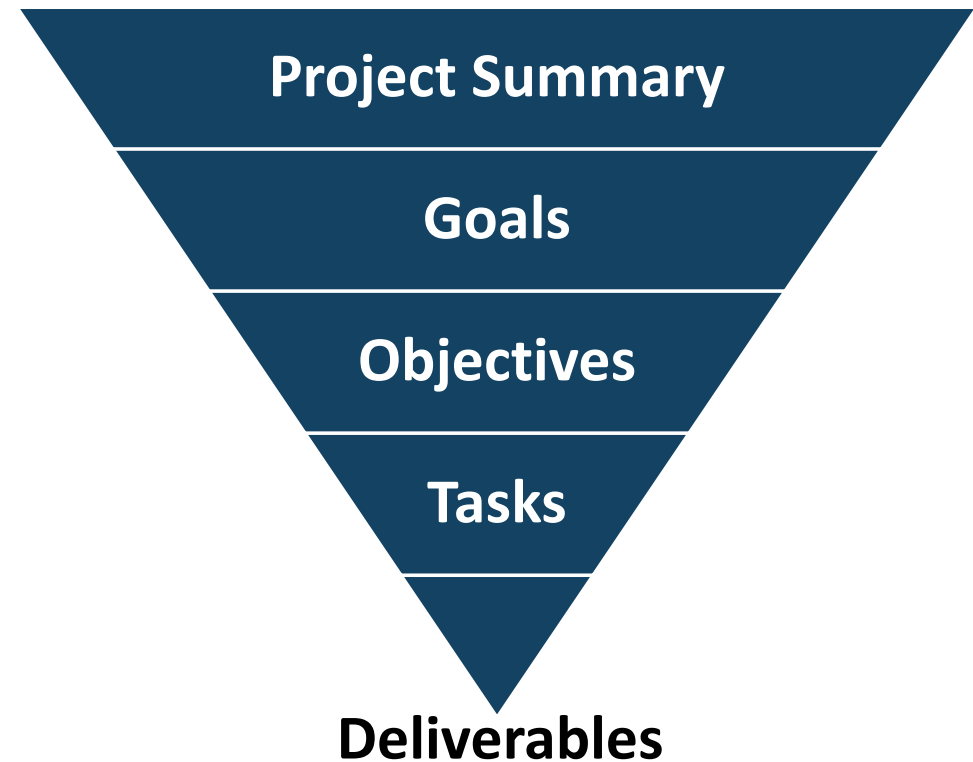 Project Summary
Goals
Objectives
Tasks
Deliverables